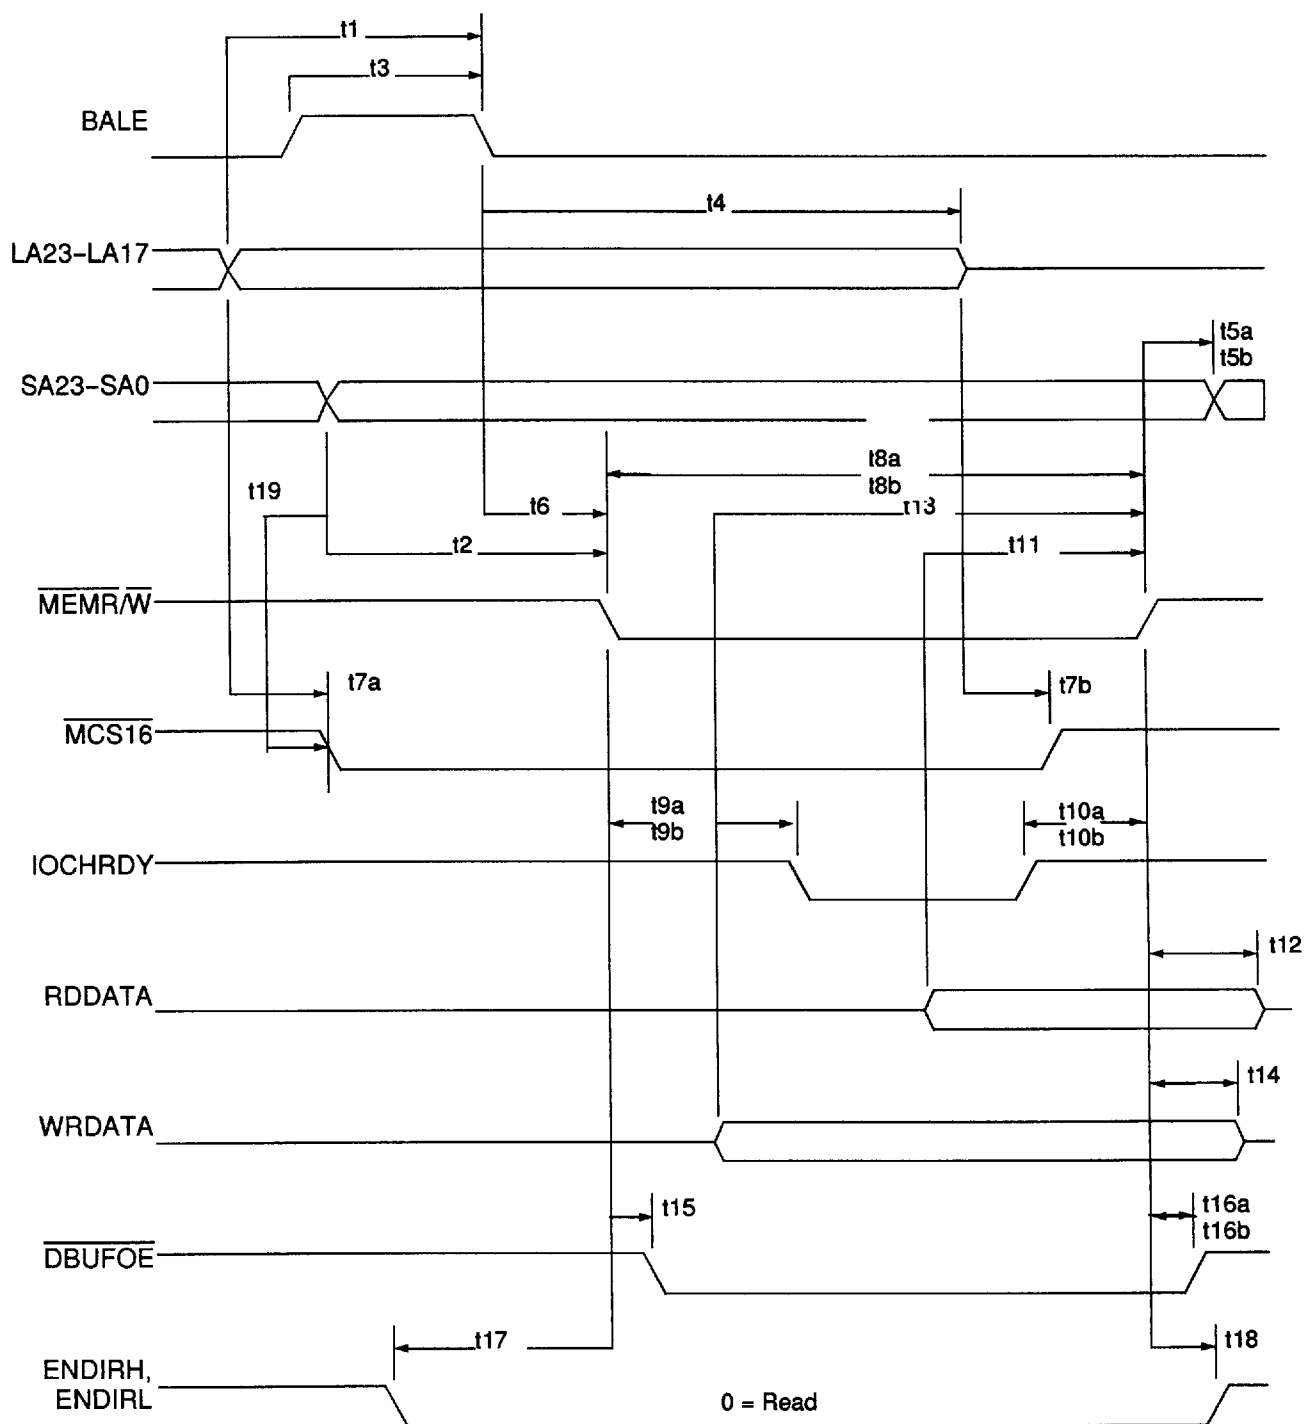 t1
t3
BALE
t4
LA23–LA17
t5a
t5b
SA23–SA0
t8a
t8b
t19
t6
t13
t2
t11
MEMR/W
t7a
t7b
MCS16
t9a
t9b
t10a
t10b
IOCHRDY
t12
RDDATA
t14
WRDATA
t15
t16a
t16b
DBUFOE
t17
t18
ENDIRH,
ENDIRL
0 = Read